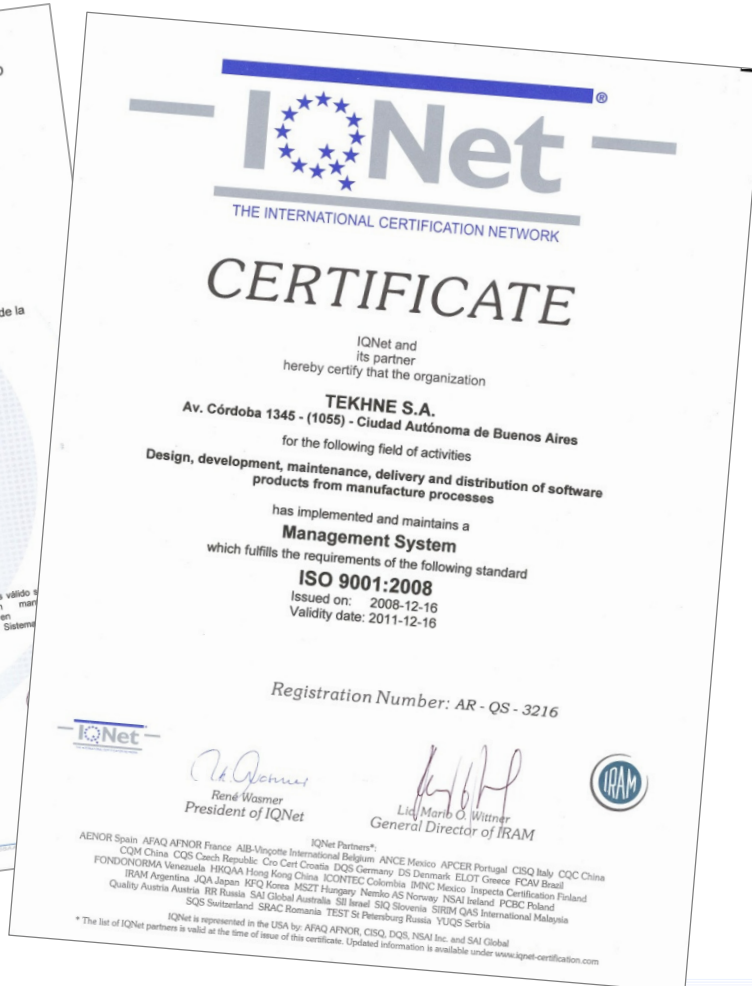 de la
s válido s
en
Sistema
IQNet ®
THE INTERNATIONAL CERTIFICATION NETWORK
CERTIFICATE
IQNet and
its partner
hereby certify that the organization
TEKHNE S.A.
Av. Córdoba 1345 - (1055) - Ciudad Autónoma de Buenos Aires
for the following field of activities
Design, development, maintenance, delivery and distribution of software
products from manufacture processes
has implemented and maintains a
Management System
which fulfills the requirements of the following standard
ISO 9001:2008
Issued on: 2008-12-16
Validity date: 2011-12-16
Registration Number: AR - QS - 3216
IQNet
IRAM
René Wasmer
President of IQNet
Lic. Mario O. Wittner
General Director of IRAM
IQNet Partners*:
AENOR Spain AFAQ AFNOR France AIB-Vinçotte International Belgium ANCE Mexico APCER Portugal CISQ Italy CQC China
CQM China CQS Czech Republic Cro Cert Croatia DQS Germany DS Denmark ELOT Greece FCAV Brazil
FONDONORMA Venezuela HKQAA Hong Kong China ICONTEC Colombia IMNC Mexico Inspecta Certification Finland
IRAM Argentina JQA Japan KFQ Korea MSZT Hungary Nemko AS Norway NSAI Ireland PCBC Poland
Quality Austria Austria RR Russia SAI Global Australia SII Israel SIQ Slovenia SIRIM QAS International Malaysia
SQS Switzerland SRAC Romania TEST St Petersburg Russia YUQS Serbia
IQNet is represented in the USA by: AFAQ AFNOR, CISQ, DQS, NSAI Inc. and SAI Global
* The list of IQNet partners is valid at the time of issue of this certificate. Updated information is available under www.iqnet-certification.com